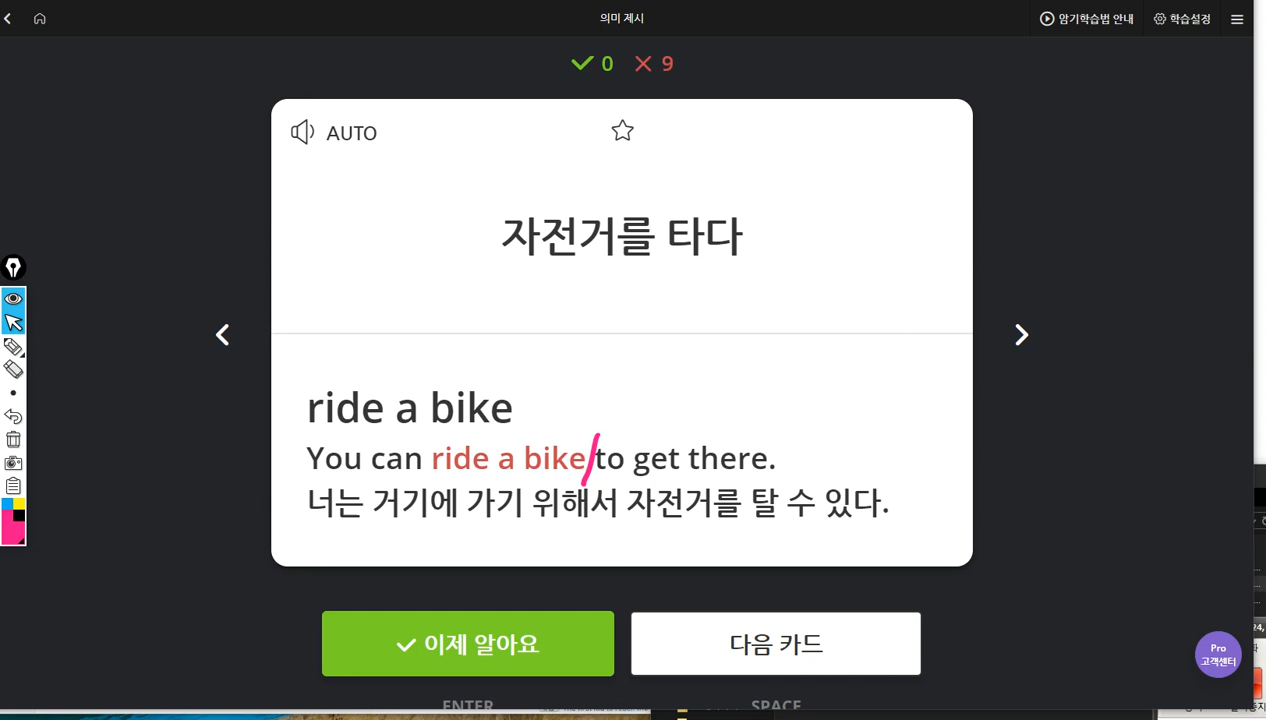 의미 제시
암기학습법 안내
학습설정
0
9
AUTO
자전거를 타다
ride a bike
You can ride a bike to get there.
너는 거기에 가기 위해서 자전거를 탈 수 있다.
이제 알아요
다음 카드
ENTER
SPACE
Pro
고객센터
24,